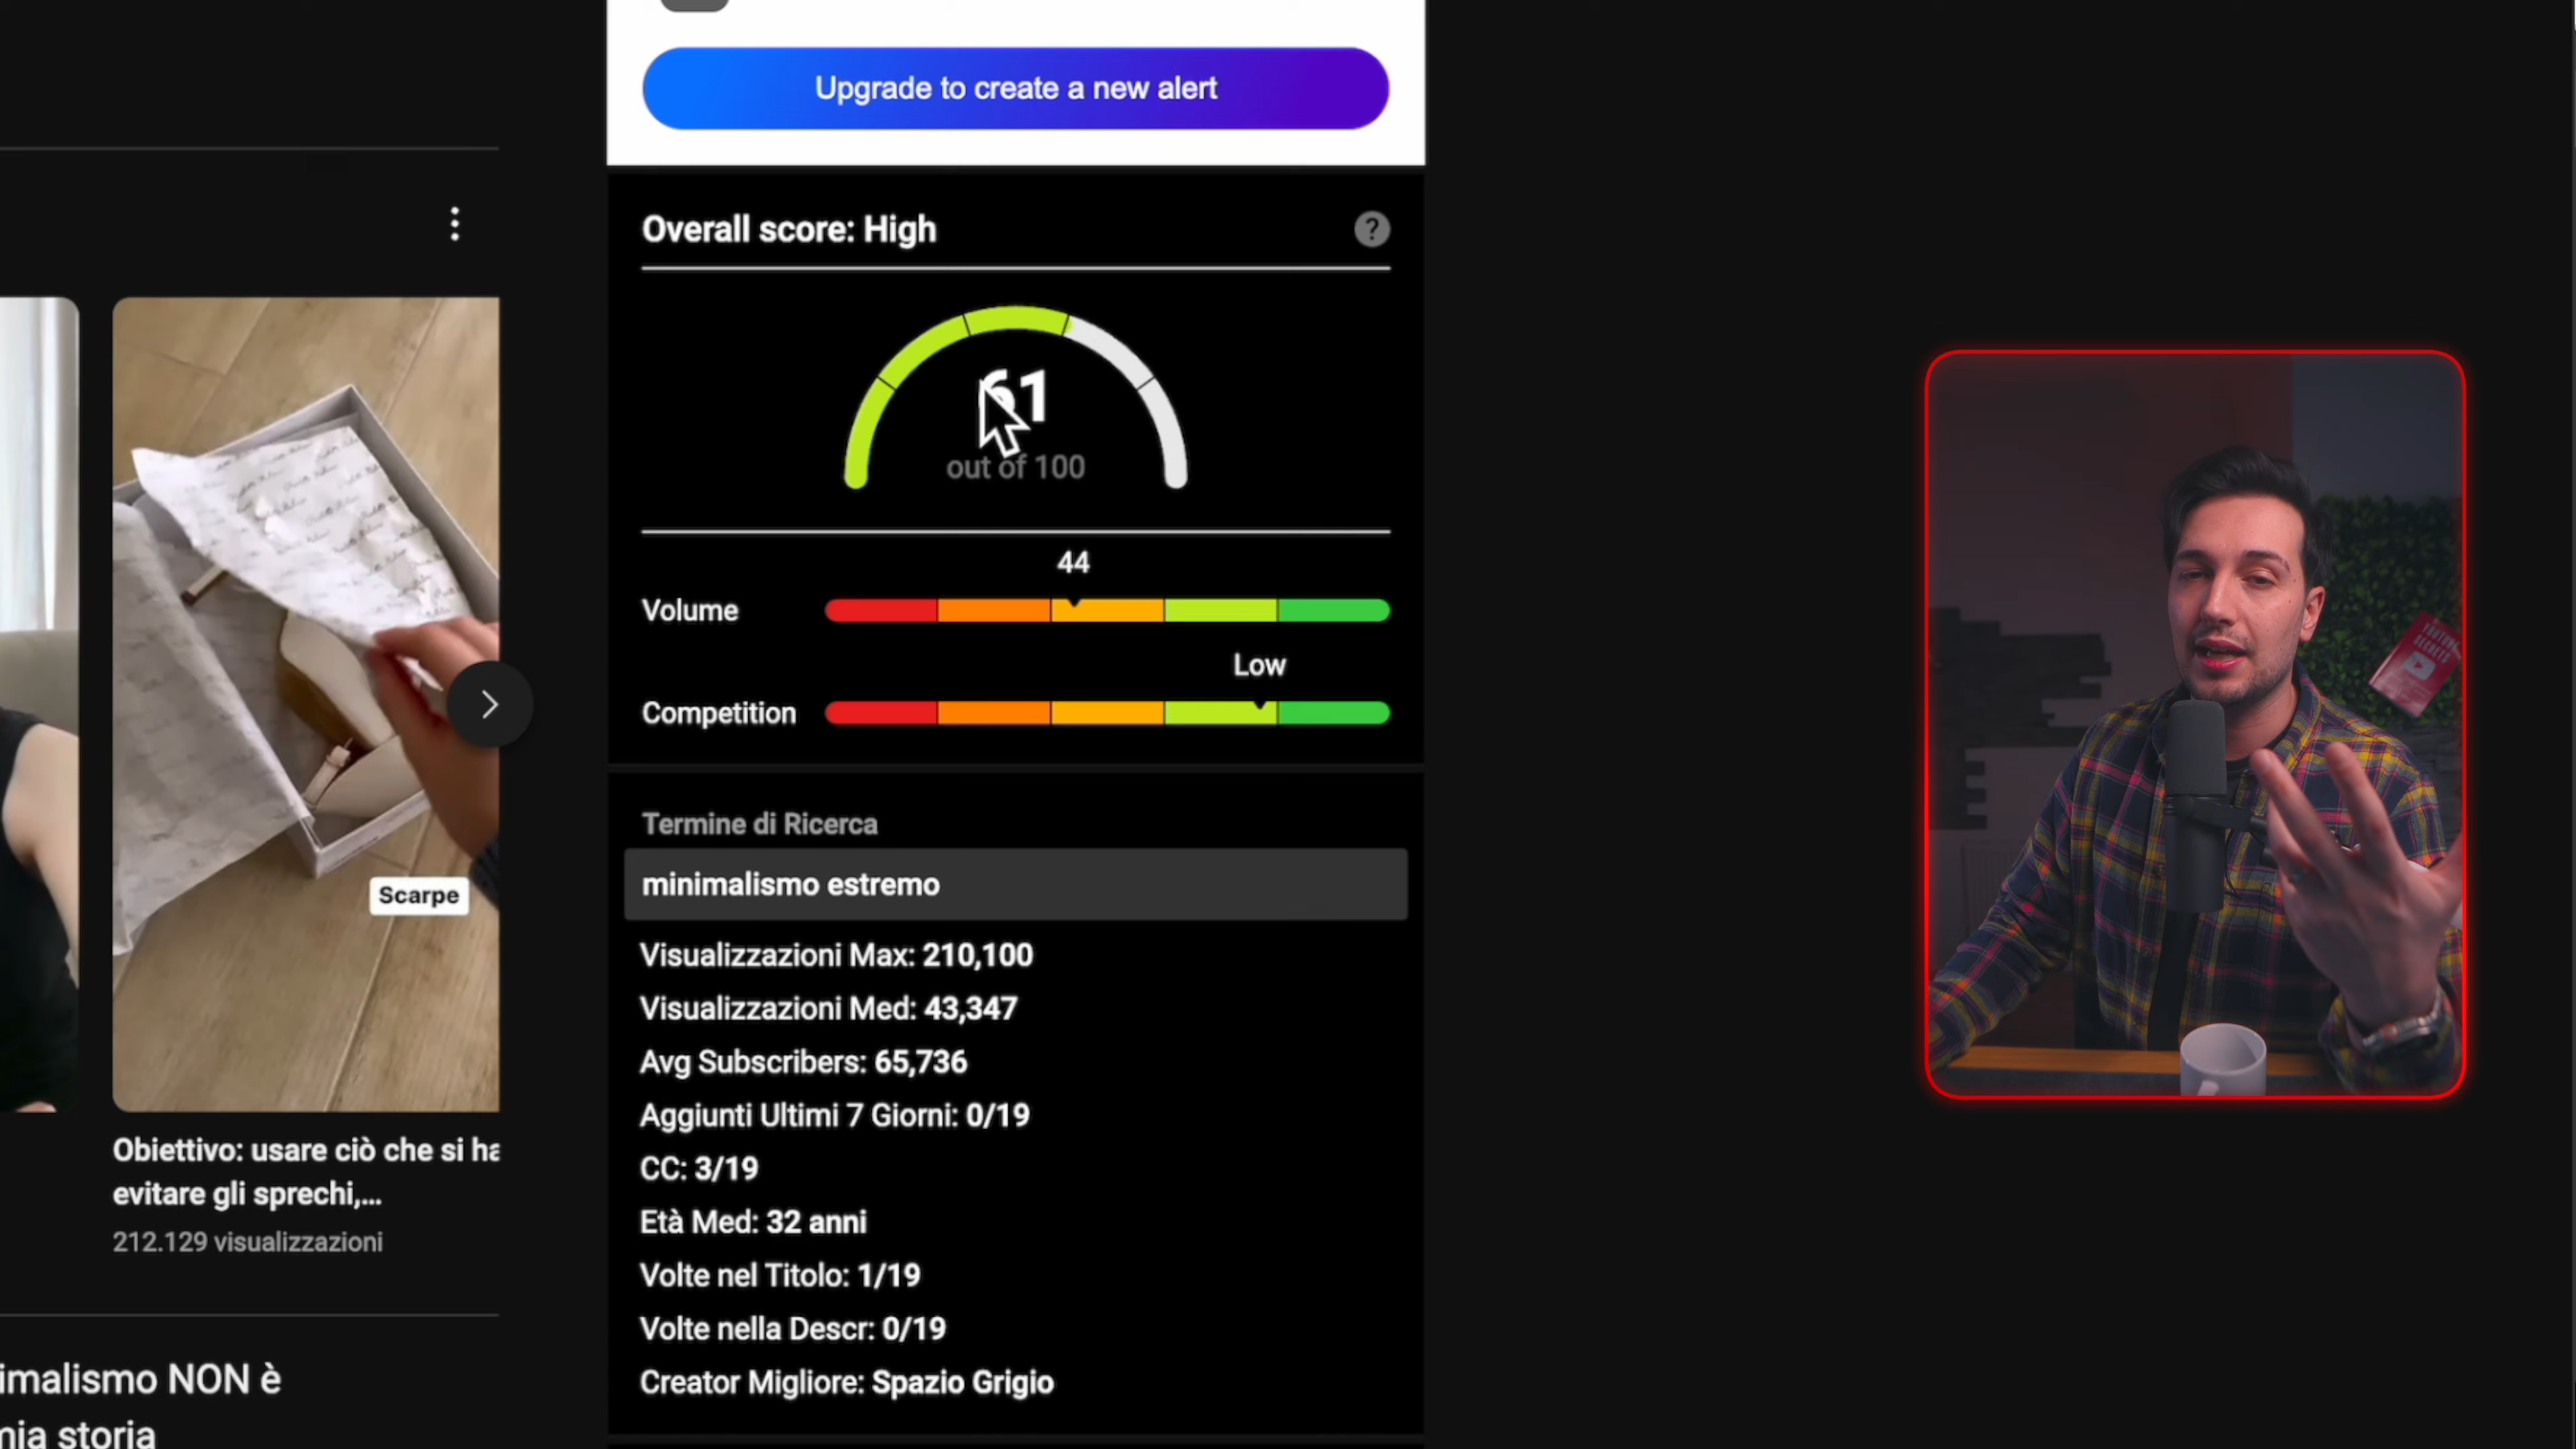 Upgrade to create a new alert
Overall score: High
?
61
out of 100
44
Volume
Low
Competition
Termine di Ricerca
minimalismo estremo
Visualizzazioni Max: 210,100
Visualizzazioni Med: 43,347
Avg Subscribers: 65,736
Aggiunti Ultimi 7 Giorni: 0/19
CC: 3/19
Età Med: 32 anni
Volte nel Titolo: 1/19
Volte nella Descr: 0/19
Creator Migliore: Spazio Grigio
Scarpe
Obiettivo: usare ciò che si ha
evitare gli sprechi,...
212.129 visualizzazioni
imalismo NON è
mia storia
YOUTUBE
SECRETS